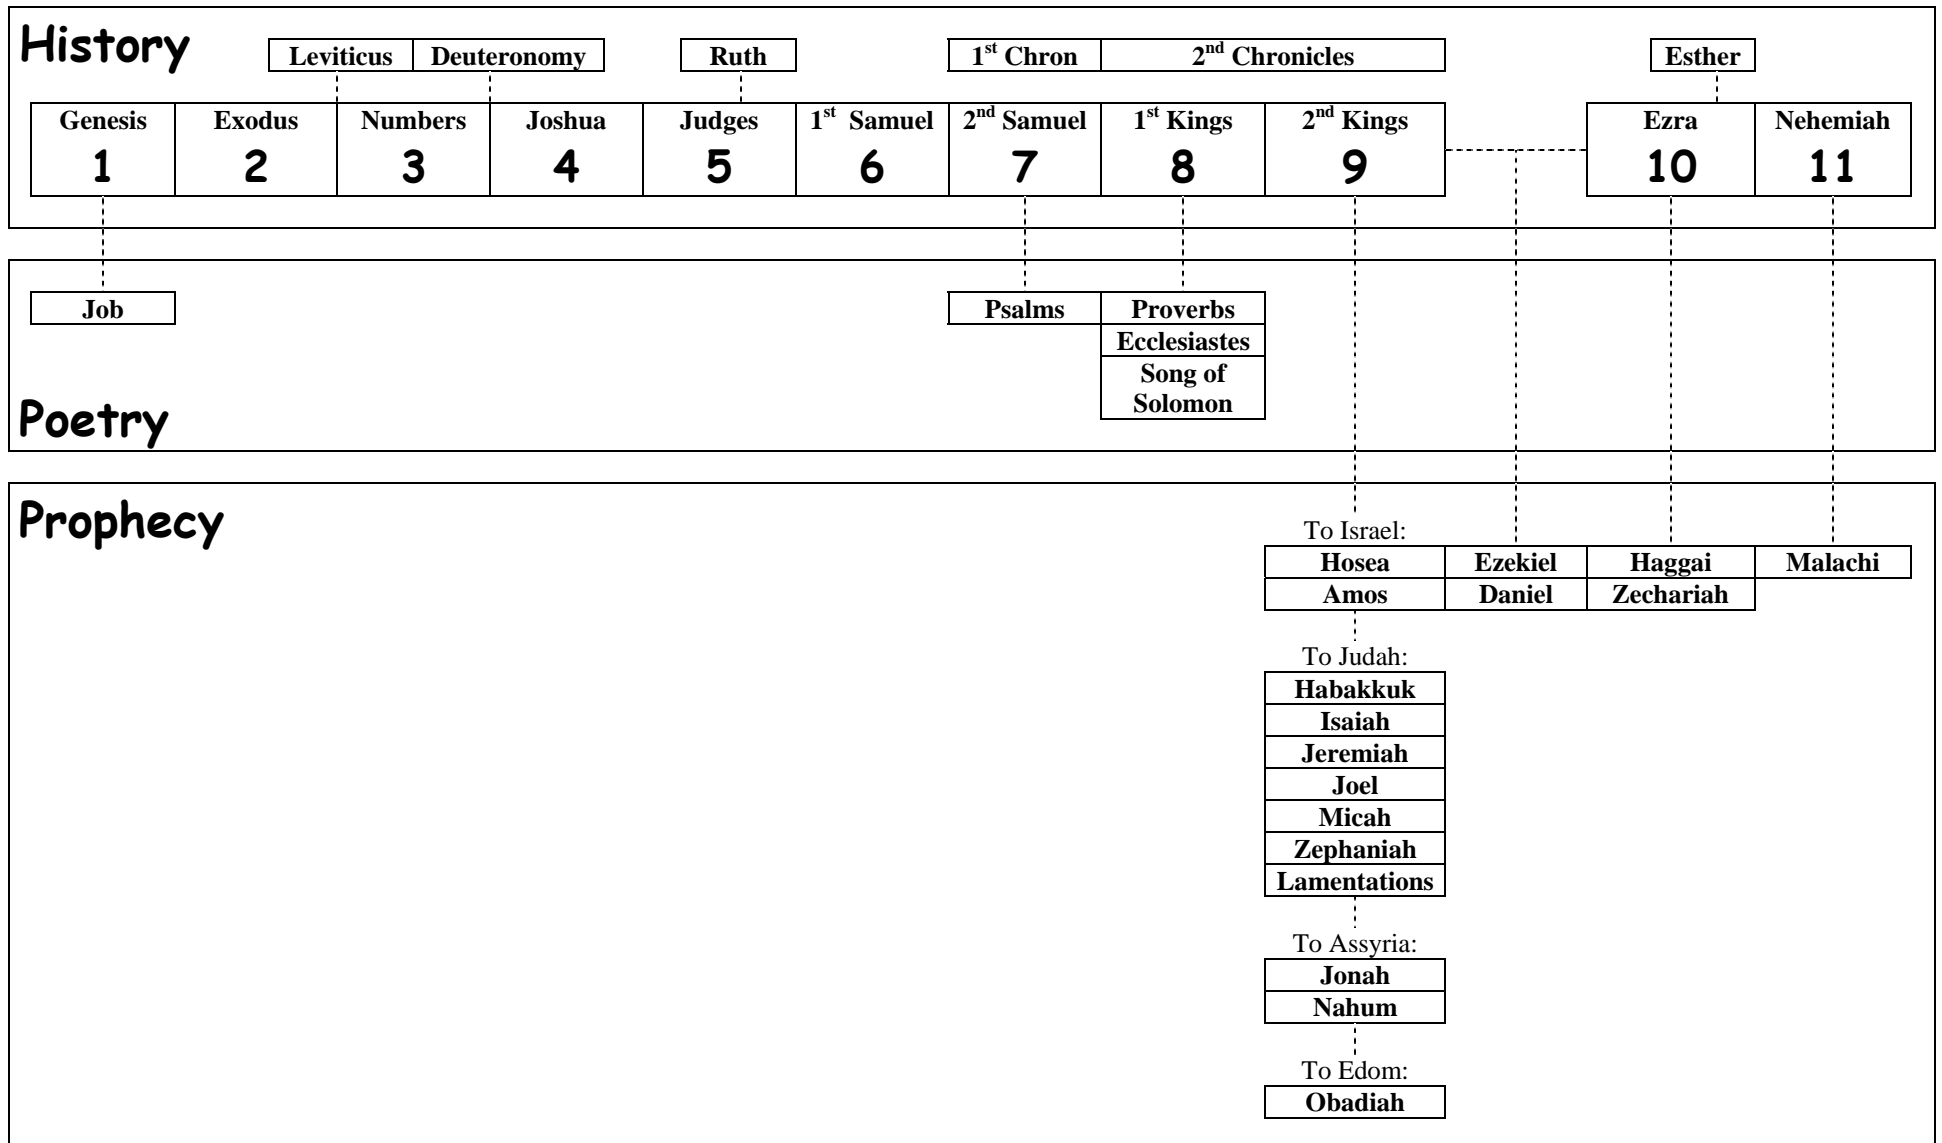 History
Leviticus Deuteronomy Ruth 1st Chron 2nd Chronicles Esther
Genesis Exodus Numbers Joshua Judges 1st Samuel 2nd Samuel 1st Kings 2nd Kings Ezra Nehemiah
1 2 3 4 5 6 7 8 9 10 11
Job Psalms Proverbs
Ecclesiastes
Song of
Solomon
Poetry
Prophecy
To Israel:
Hosea Ezekiel Haggai Malachi
Amos Daniel Zechariah
To Judah:
Habakkuk
Isaiah
Jeremiah
Joel
Micah
Zephaniah
Lamentations
To Assyria:
Jonah
Nahum
To Edom:
Obadiah